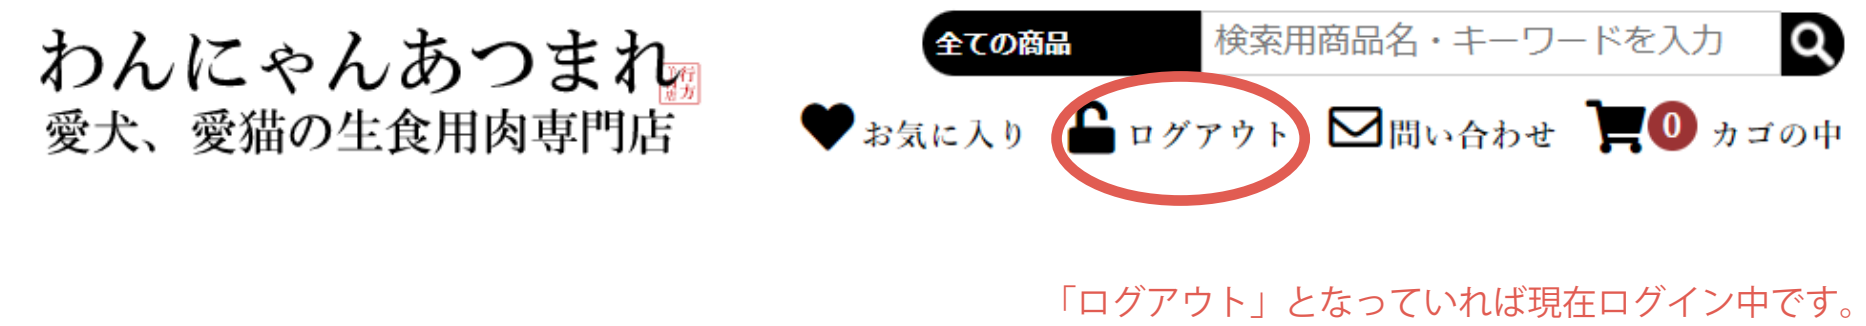 わんにゃんあつまれ
愛犬、愛猫の生食用肉専門店
全ての商品 検索用商品名・キーワードを入力
お気に入り ログアウト 問い合わせ 0 カゴの中
「ログアウト」となっていれば現在ログイン中です。